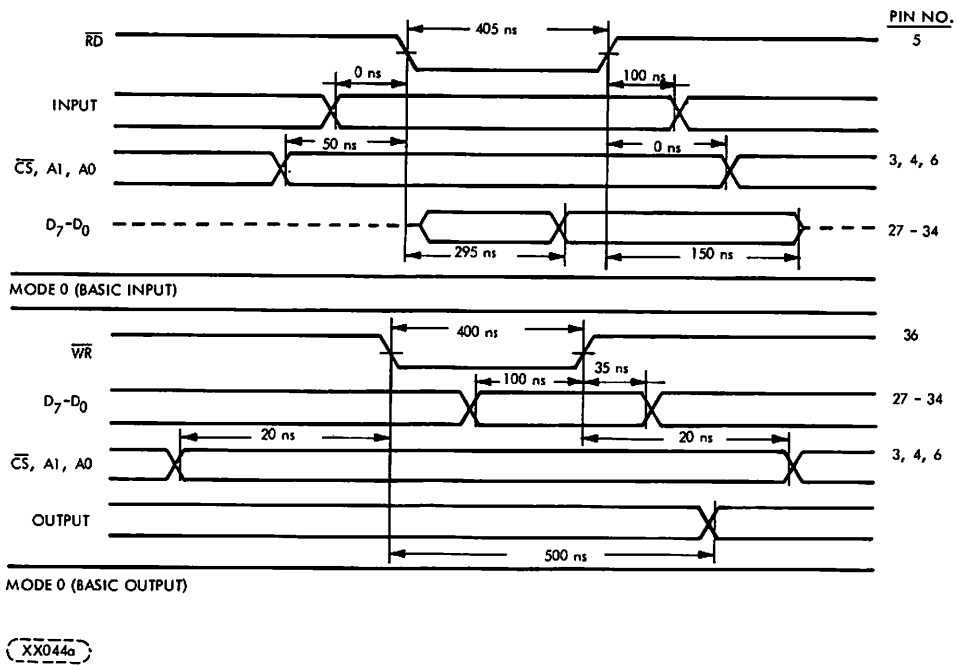 PIN NO.
RD 405 ns 5
0 ns 100 ns
INPUT
50 ns 0 ns
CS, A1, A0 3, 4, 6
D7-D0 27 - 34
295 ns 150 ns
MODE 0 (BASIC INPUT)
400 ns 36
WR
100 ns 35 ns
D7-D0 27 - 34
20 ns 20 ns
CS, A1, A0 3, 4, 6
OUTPUT
500 ns
MODE 0 (BASIC OUTPUT)
XX044a